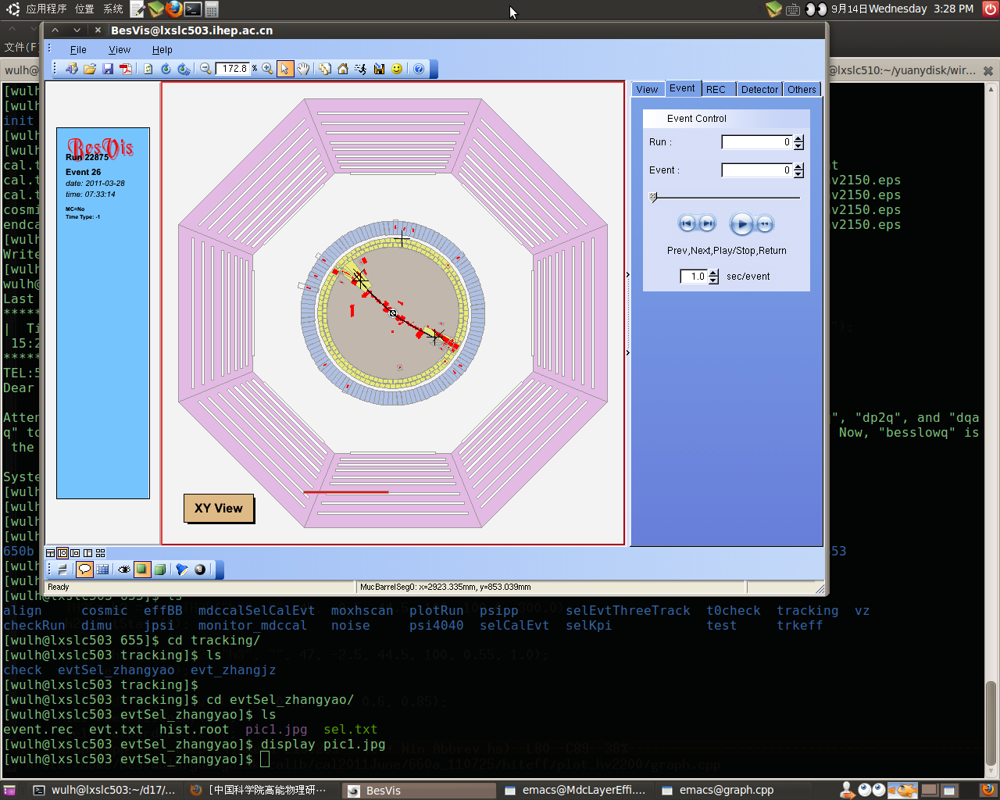 应用程序 位置 系统
9月14日Wednesday 3:28 PM
文件(F)
BesVis@lxslc503.ihep.ac.cn
File View Help
172.8 %
wulh@
@lxslc510:~/yuanydisk/wir...
View Event REC Detector Others
BesVis
Run 22875
Event 26
date: 2011-03-28
time: 07:33:14
MC=No
Time Type: -1
Event Control
Run : 0
Event : 0
Prev,Next,Play/Stop,Return
1.0 sec/event
XY View
Ready
MucBarrelSeg0: x=2923.335mm, y=853.039mm
[wulh
[wulh
init
[wulh
[wulh
cal.t
cal.t v2150.eps
cal.t v2150.eps
cosmi v2150.eps
endca v2150.eps
[wulh
Write
[wulh
wulh@
Last
*****
| Ti
15:2
*****
TEL:5
Dear
Atten ", "dp2q", and "dqa
q" to Now, "besslowq" is
the
Syste
[wulh
[wulh
[wulh
[wulh
650b 53
[wulh
[wulh
[wulh@lxslc503 655]$ ls
align cosmic effBB mdccalSelCalEvt moxhscan plotRun psipp selEvtThreeTrack t0check tracking vz
checkRun dimu jpsi monitor_mdccal noise psi4040 selCalEvt selKpi test trkeff
[wulh@lxslc503 655]$ cd tracking/
[wulh@lxslc503 tracking]$ ls
check evtSel_zhangyao evt_zhangjz
[wulh@lxslc503 tracking]$
[wulh@lxslc503 tracking]$ cd evtSel_zhangyao/
[wulh@lxslc503 evtSel_zhangyao]$ ls
event.rec evt.txt hist.root pic1.jpg sel.txt
[wulh@lxslc503 evtSel_zhangyao]$ display pic1.jpg
[wulh@lxslc503 evtSel_zhangyao]$
wulh@lxslc503:~/d17/...
[中国科学院高能物理研...
BesVis
emacs@MdcLayerEffi....
emacs@graph.cpp